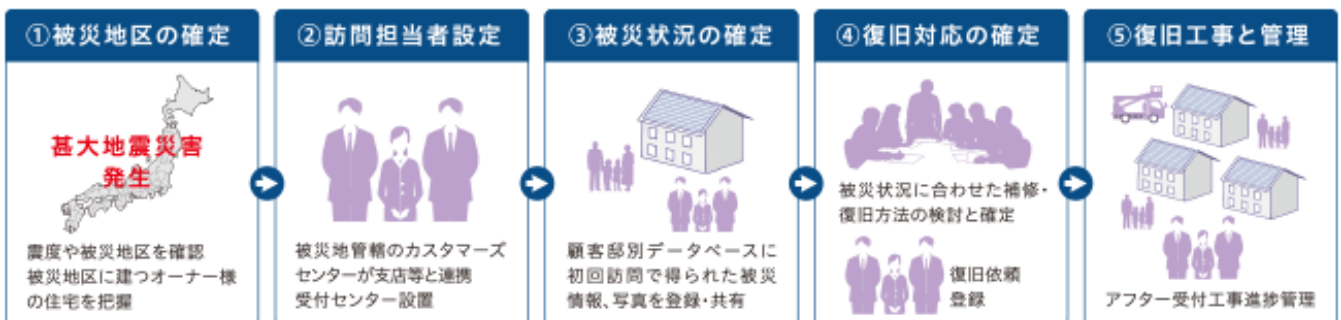 ①被災地区の確定
甚大地震災害
発生
震度や被災地区を確認
被災地区に建つオーナー様
の住宅を把握
②訪問担当者設定
被災地管轄のカスタマーズ
センターが支店等と連携
受付センター設置
③被災状況の確定
顧客邸別データベースに
初回訪問で得られた被災
情報、写真を登録・共有
④復旧対応の確定
被災状況に合わせた補修・
復旧方法の検討と確定
復旧依頼
登録
⑤復旧工事と管理
アフター受付工事進捗管理